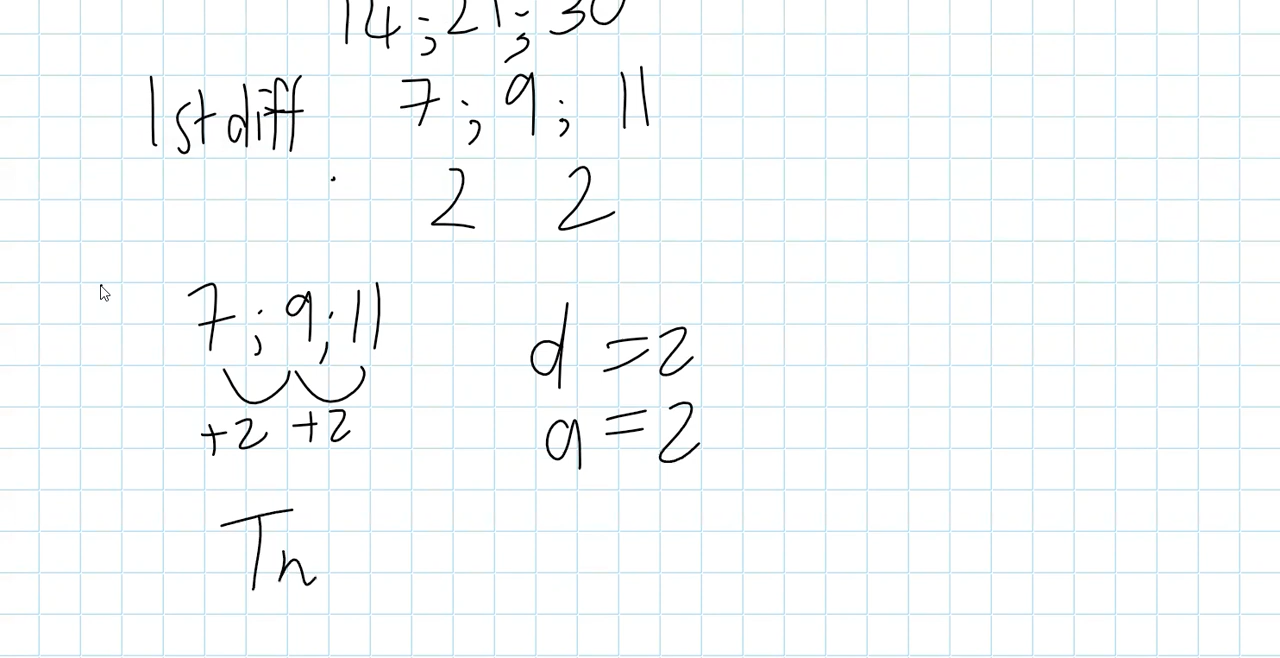 14 ; 21 ; 30
1st diff 7 ; 9 ; 11
2 2
7 ; 9 ; 11
d = 2
+2 +2
a = 2
Tn